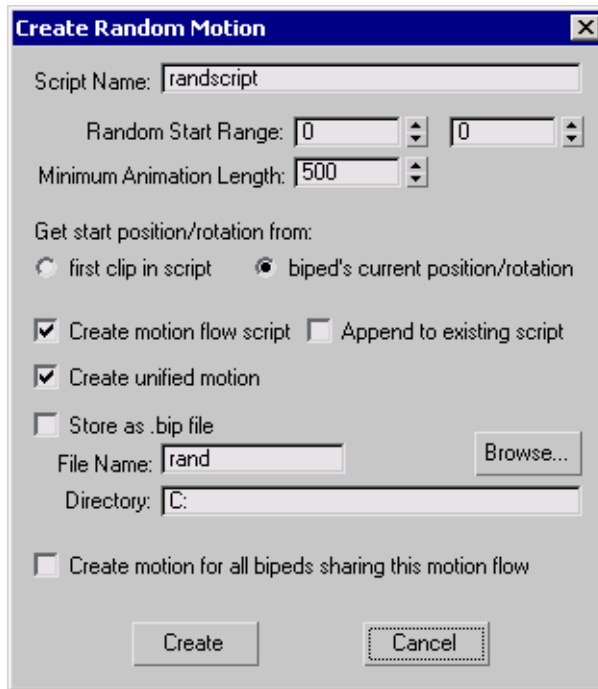 Create Random Motion
Script Name: randscript
Random Start Range: 0 0
Minimum Animation Length: 500
Get start position/rotation from:
first clip in script biped's current position/rotation
Create motion flow script Append to existing script
Create unified motion
Store as .bip file
File Name: rand Browse...
Directory: C:
Create motion for all bipeds sharing this motion flow
Create Cancel